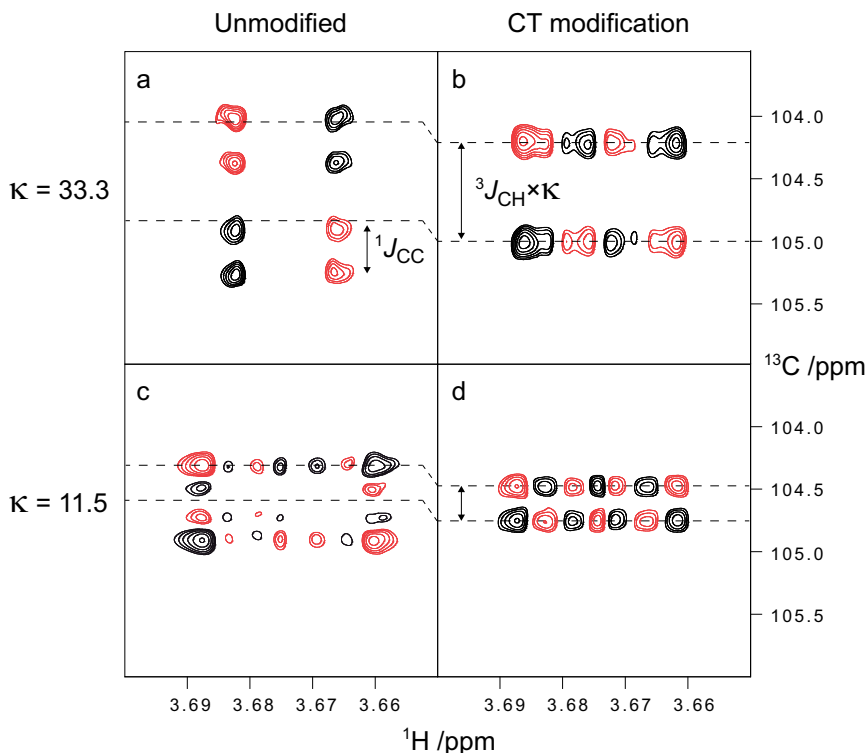 Unmodified
CT modification
a
b
κ = 33.3
¹J_CC
³J_CH×κ
104.0
104.5
105.0
105.5
¹³C /ppm
c
d
κ = 11.5
104.0
104.5
105.0
105.5
3.69 3.68 3.67 3.66
3.69 3.68 3.67 3.66
¹H /ppm